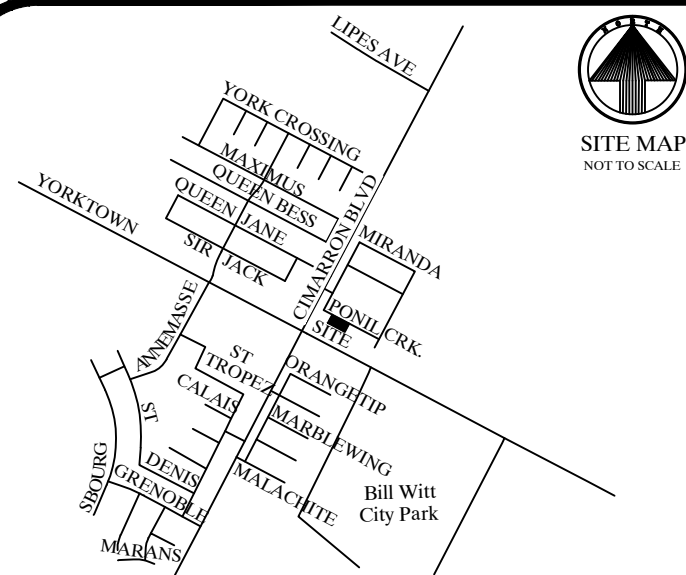 LIPES AVE
NORTH
SITE MAP
NOT TO SCALE
YORK CROSSING
MAXIMUS
QUEEN BESS
QUEEN JANE
SIR JACK
YORKTOWN
CIMARRON BLVD
MIRANDA
PONIL CRK.
SITE
ANNEMASSE
ST
TROPEZ
ORANGETIP
CALAIS
MARBLEWING
ST
DENIS
MALACHITE
SBOURG
GRENOBLE
MARANS
Bill Witt
City Park